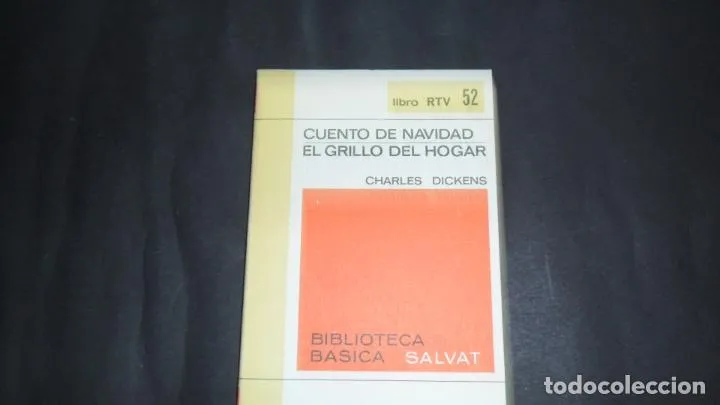 libro RTV 52
CUENTO DE NAVIDAD
EL GRILLO DEL HOGAR
CHARLES DICKENS
BIBLIOTECA
BASICA SALVAT
todocoleccion